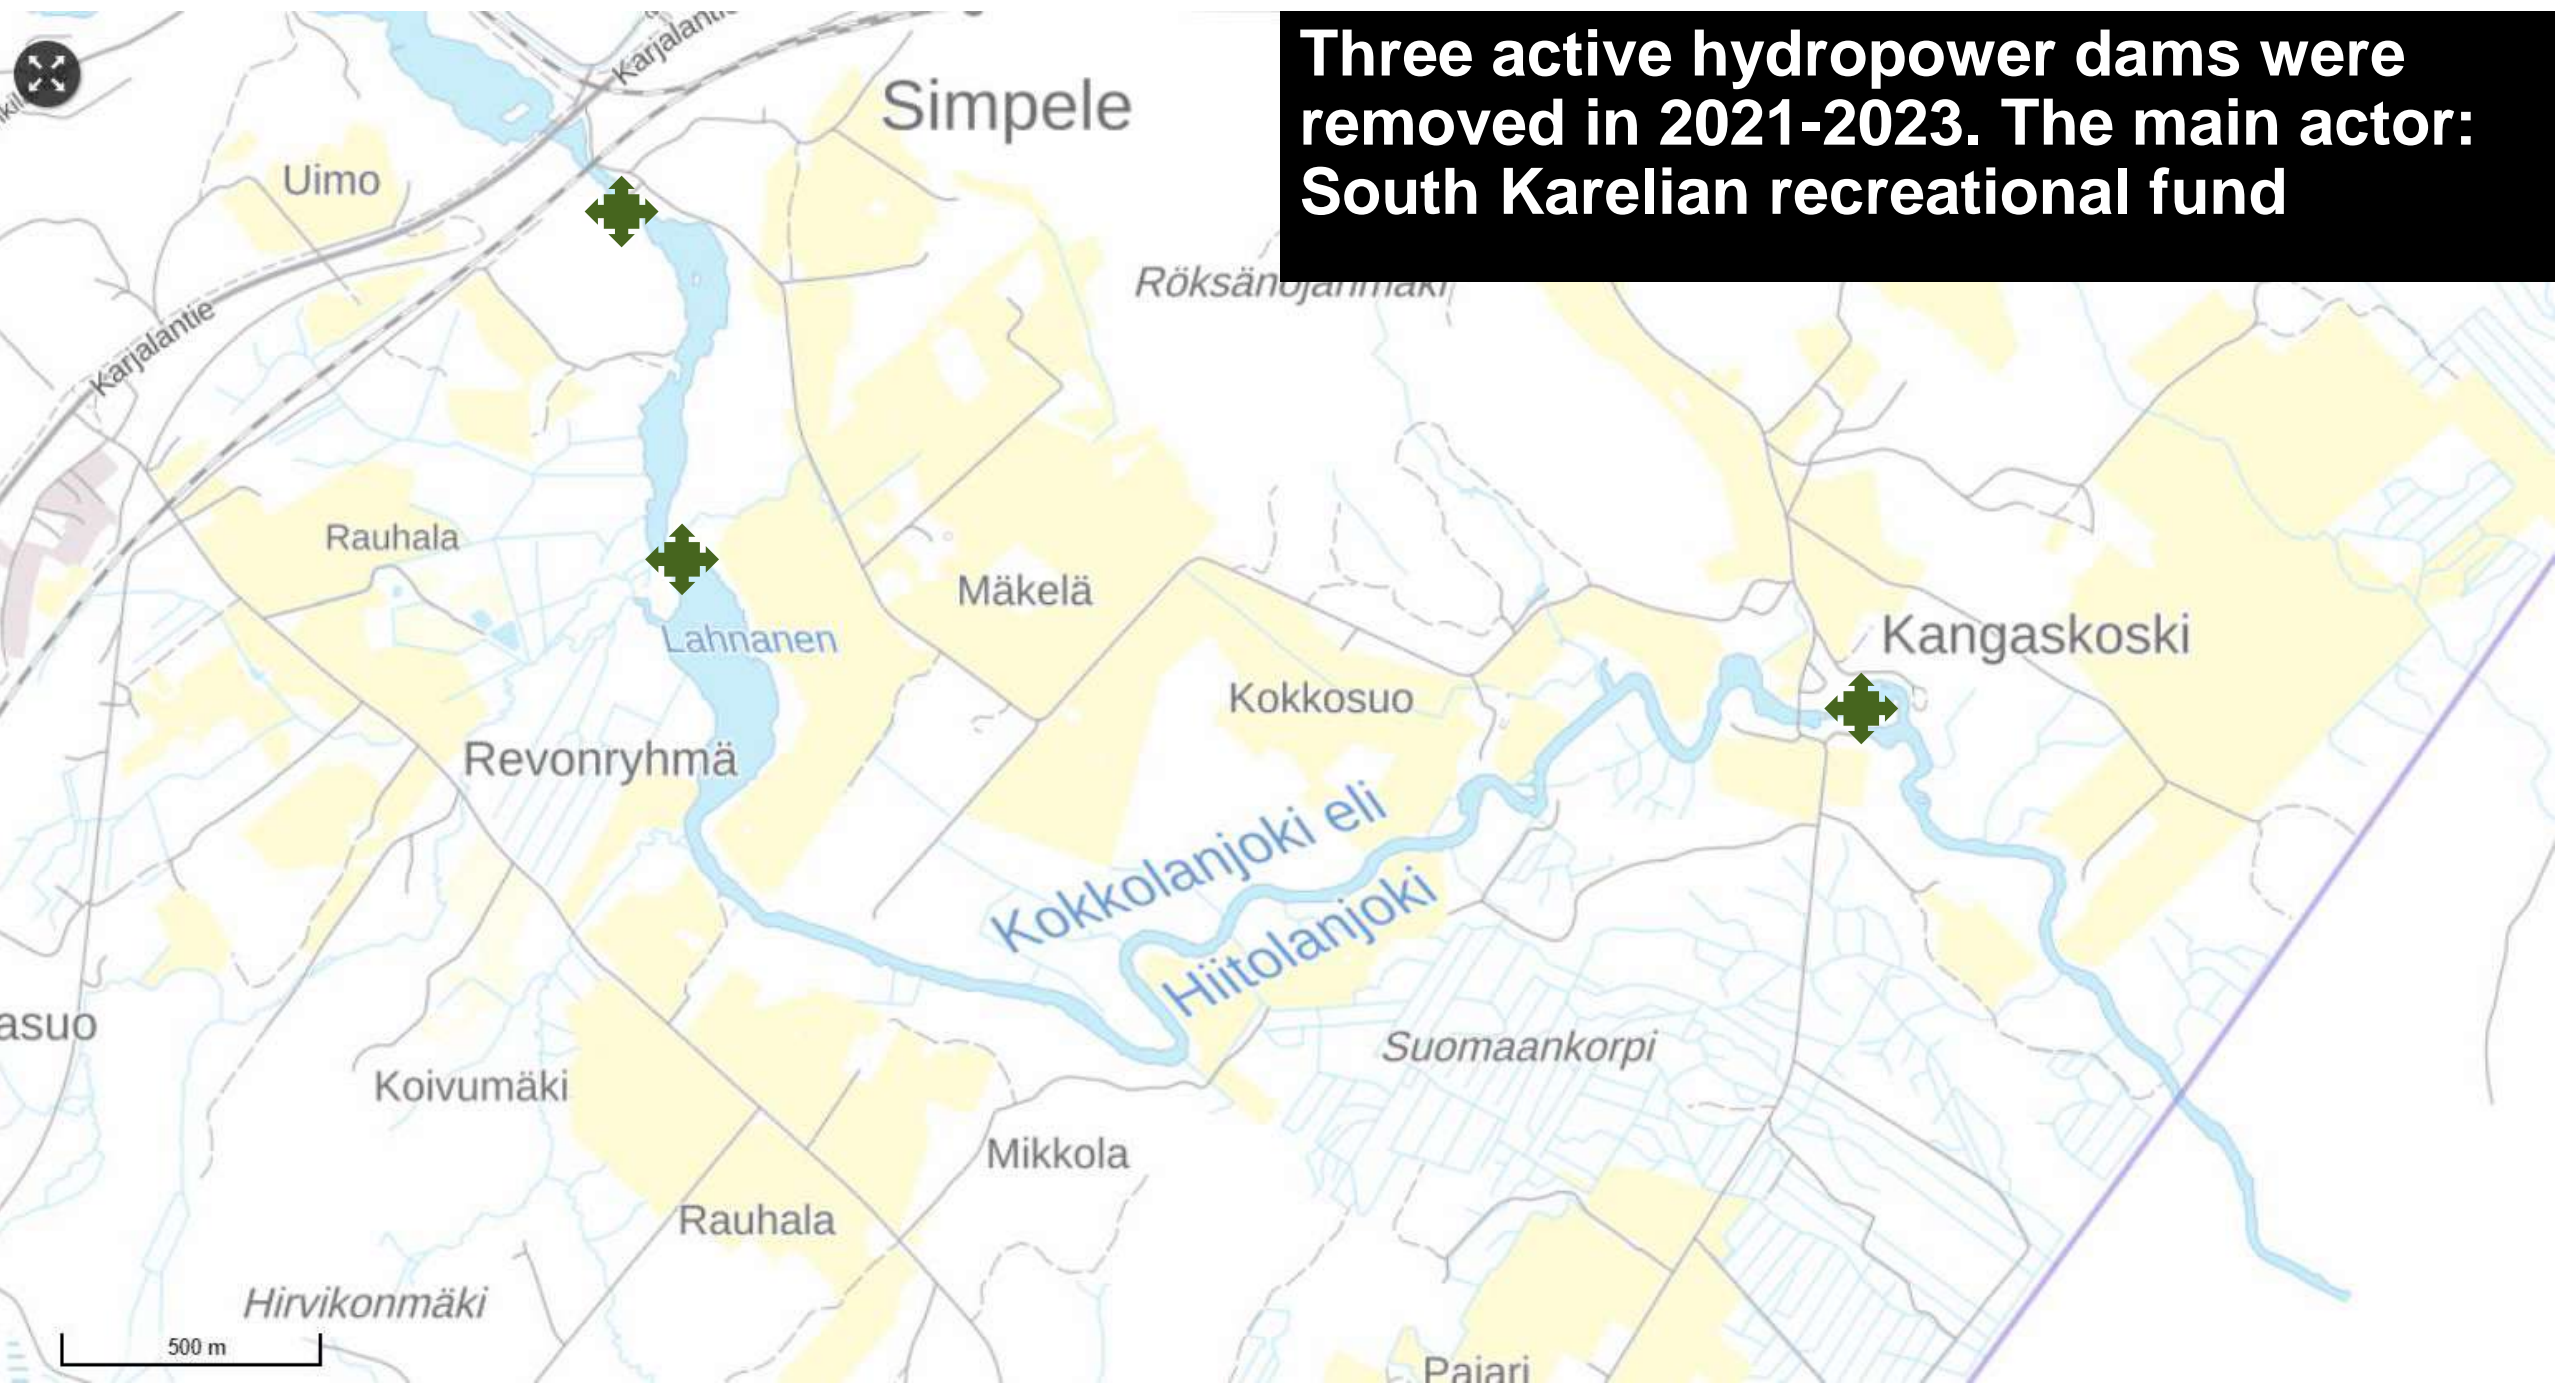 Three active hydropower dams were
removed in 2021-2023. The main actor:
South Karelian recreational fund
Karjalantie
Simpele
Uimo
Karjalantie
Rauhala
Mäkelä
Lahnanen
Kangaskoski
Kokkosuo
Revonryhmä
Kokkolanjoki eli
Hiitolanjoki
asuo
Suomaankorpi
Koivumäki
Mikkola
Rauhala
Hirvikonmäki
500 m
Pajari